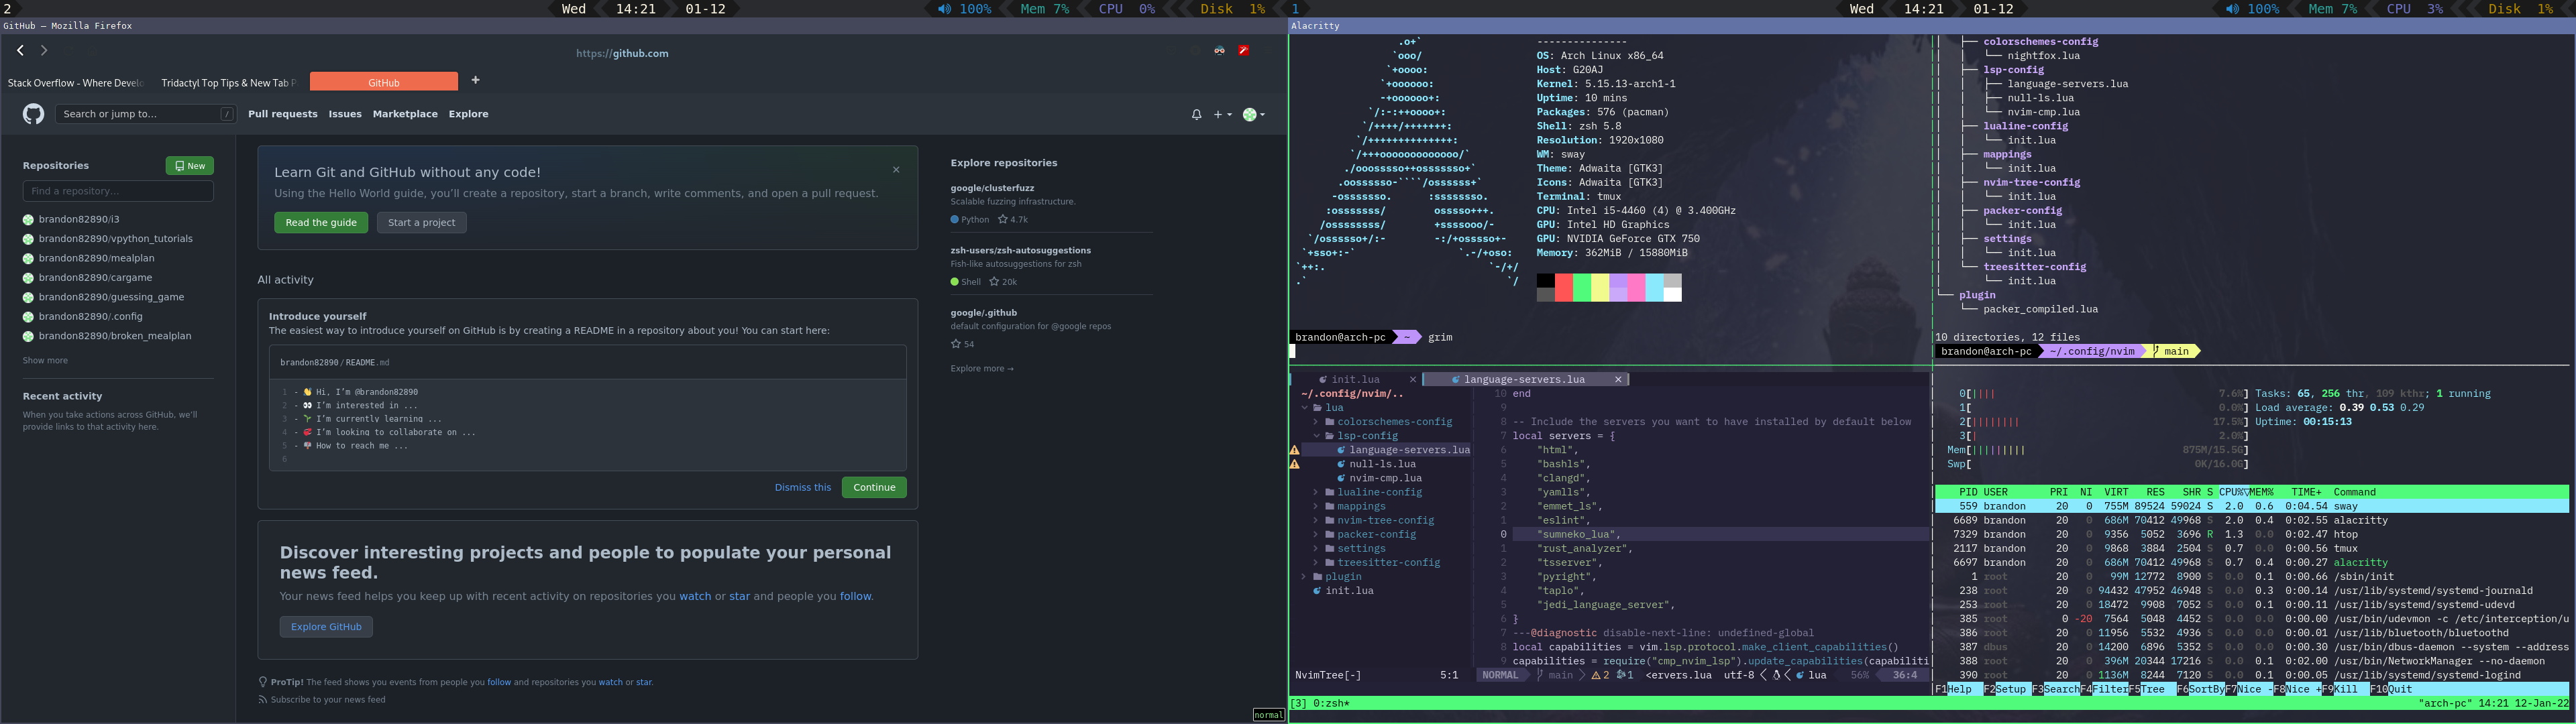 2
Wed 14:21 01-12
100% Mem 7% CPU 0% Disk 1%
GitHub — Mozilla Firefox
https://github.com
Stack Overflow - Where Develo
Tridactyl Top Tips & New Tab P
GitHub
+
Search or jump to... /
Pull requests Issues Marketplace Explore
Repositories
New
Find a repository...
brandon82890/i3
brandon82890/vpython_tutorials
brandon82890/mealplan
brandon82890/cargame
brandon82890/guessing_game
brandon82890/.config
brandon82890/broken_mealplan
Show more
Recent activity
When you take actions across GitHub, we'll
provide links to that activity here.
Learn Git and GitHub without any code!
Using the Hello World guide, you'll create a repository, start a branch, write comments, and open a pull request.
Read the guide Start a project
All activity
Introduce yourself
The easiest way to introduce yourself on GitHub is by creating a README in a repository about you! You can start here:
brandon82890/README.md
1 - 👋 Hi, I'm @brandon82890
2 - 👀 I'm interested in ...
3 - 🌱 I'm currently learning ...
4 - 💞️ I'm looking to collaborate on ...
5 - 📫 How to reach me ...
6
Dismiss this Continue
Discover interesting projects and people to populate your personal
news feed.
Your news feed helps you keep up with recent activity on repositories you watch or star and people you follow.
Explore GitHub
ProTip! The feed shows you events from people you follow and repositories you watch or star.
Subscribe to your news feed
Explore repositories
google/clusterfuzz
Scalable fuzzing infrastructure.
Python 4.7k
zsh-users/zsh-autosuggestions
Fish-like autosuggestions for zsh
Shell 20k
google/.github
default configuration for @google repos
54
Explore more →
normal
1
Wed 14:21 01-12
100% Mem 7% CPU 3% Disk 1%
Alacritty
.o+`
`ooo/
`+oooo:
`+oooooo:
-+oooooo+:
`/:-:++oooo+:
`/++++/+++++++:
`/++++++++++++++:
`/+++ooooooooooooo/`
./ooosssso++osssssso+`
.oossssso-````/ossssss+`
-osssssso. :ssssssso.
:osssssss/ osssso+++.
/ossssssss/ +ssssooo/-
`/ossssso+/:- -:/+osssso+-
`+sso+:-` `.-/+oso:
`++:. `-/+/
.` `/
--------------
OS: Arch Linux x86_64
Host: G20AJ
Kernel: 5.15.13-arch1-1
Uptime: 10 mins
Packages: 576 (pacman)
Shell: zsh 5.8
Resolution: 1920x1080
WM: sway
Theme: Adwaita [GTK3]
Icons: Adwaita [GTK3]
Terminal: tmux
CPU: Intel i5-4460 (4) @ 3.400GHz
GPU: Intel HD Graphics
GPU: NVIDIA GeForce GTX 750
Memory: 362MiB / 15880MiB
brandon@arch-pc ~ grim
│   ├── colorschemes-config
│   │   └── nightfox.lua
│   ├── lsp-config
│   │   ├── language-servers.lua
│   │   ├── null-ls.lua
│   │   └── nvim-cmp.lua
│   ├── lualine-config
│   │   └── init.lua
│   ├── mappings
│   │   └── init.lua
│   ├── nvim-tree-config
│   │   └── init.lua
│   ├── packer-config
│   │   └── init.lua
│   ├── settings
│   │   └── init.lua
│   └── treesitter-config
│       └── init.lua
└── plugin
    └── packer_compiled.lua
10 directories, 12 files
brandon@arch-pc ~/.config/nvim main
init.lua × language-servers.lua ×
~/.config/nvim/..
lua
colorschemes-config
lsp-config
language-servers.lua
null-ls.lua
nvim-cmp.lua
lualine-config
mappings
nvim-tree-config
packer-config
settings
treesitter-config
plugin
init.lua
10 end
9
8 -- Include the servers you want to have installed by default below
7 local servers = {
6 "html",
5 "bashls",
4 "clangd",
3 "yamlls",
2 "emmet_ls",
1 "eslint",
0 "sumneko_lua",
1 "rust_analyzer",
2 "tsserver",
3 "pyright",
4 "taplo",
5 "jedi_language_server",
6 }
7 ---@diagnostic disable-next-line: undefined-global
8 local capabilities = vim.lsp.protocol.make_client_capabilities()
9 capabilities = require("cmp_nvim_lsp").update_capabilities(capabiliti
NvimTree[-] 5:1 NORMAL main 2 1 <ervers.lua utf-8 lua 56% 36:4
0[|||| 7.6%] Tasks: 65, 256 thr, 109 kthr; 1 running
1[ 0.0%] Load average: 0.39 0.53 0.29
2[|||||||| 17.5%] Uptime: 00:15:13
3[| 2.0%]
Mem[||||||||| 875M/15.5G]
Swp[ 0K/16.0G]
PID USER PRI NI VIRT RES SHR S CPU%▽MEM% TIME+ Command
559 brandon 20 0 755M 89524 59024 S 2.0 0.6 0:04.54 sway
6689 brandon 20 0 686M 70412 49968 S 2.0 0.4 0:02.55 alacritty
7329 brandon 20 0 9356 5052 3696 R 1.3 0.0 0:02.47 htop
2117 brandon 20 0 9868 3884 2504 S 0.7 0.0 0:00.56 tmux
6697 brandon 20 0 686M 70412 49968 S 0.7 0.4 0:00.27 alacritty
1 root 20 0 99M 12772 8900 S 0.0 0.1 0:00.66 /sbin/init
238 root 20 0 94432 47952 46948 S 0.0 0.3 0:00.14 /usr/lib/systemd/systemd-journald
253 root 20 0 18472 9908 7052 S 0.0 0.1 0:00.11 /usr/lib/systemd/systemd-udevd
385 root 0 -20 7564 5048 4452 S 0.0 0.0 0:00.00 /usr/bin/udevmon -c /etc/interception/u
386 root 20 0 11956 5532 4936 S 0.0 0.0 0:00.01 /usr/lib/bluetooth/bluetoothd
387 dbus 20 0 14200 6896 5352 S 0.0 0.0 0:00.30 /usr/bin/dbus-daemon --system --address
388 root 20 0 396M 20344 17216 S 0.0 0.1 0:02.00 /usr/bin/NetworkManager --no-daemon
390 root 20 0 1136M 8244 7120 S 0.0 0.1 0:00.05 /usr/lib/systemd/systemd-logind
F1Help F2Setup F3SearchF4FilterF5Tree F6SortByF7Nice -F8Nice +F9Kill F10Quit
[3] 0:zsh* "arch-pc" 14:21 12-Jan-22